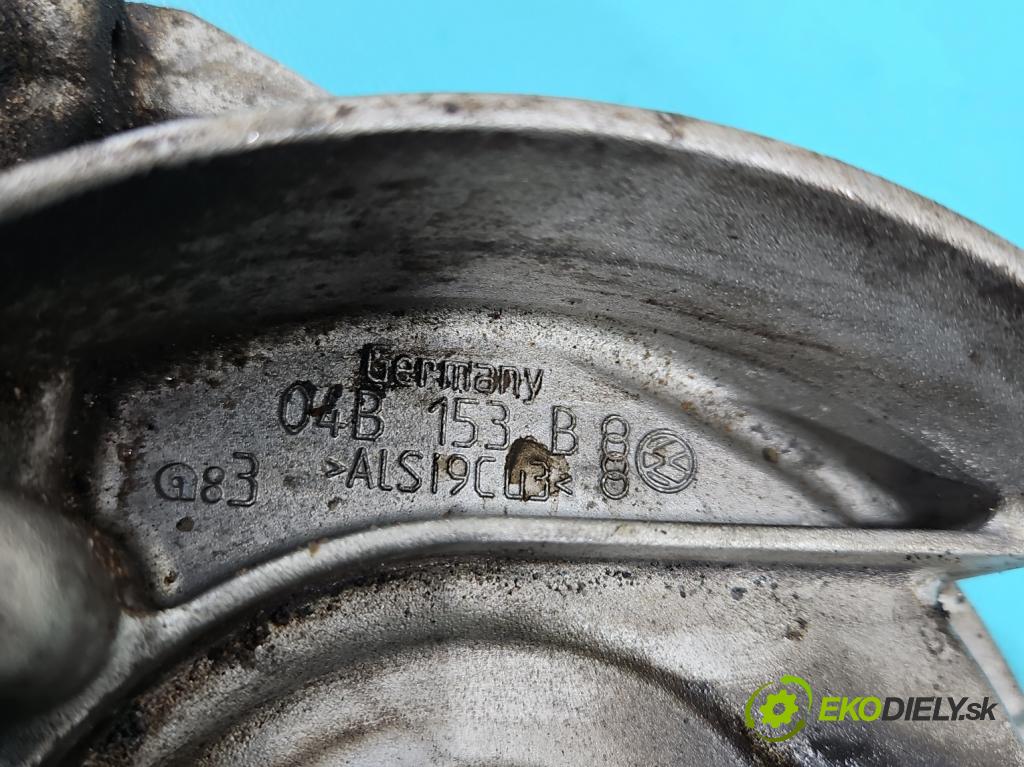 Germany
04B 153 B
@83 >ALSI9CU3<
EKODIELY.sk